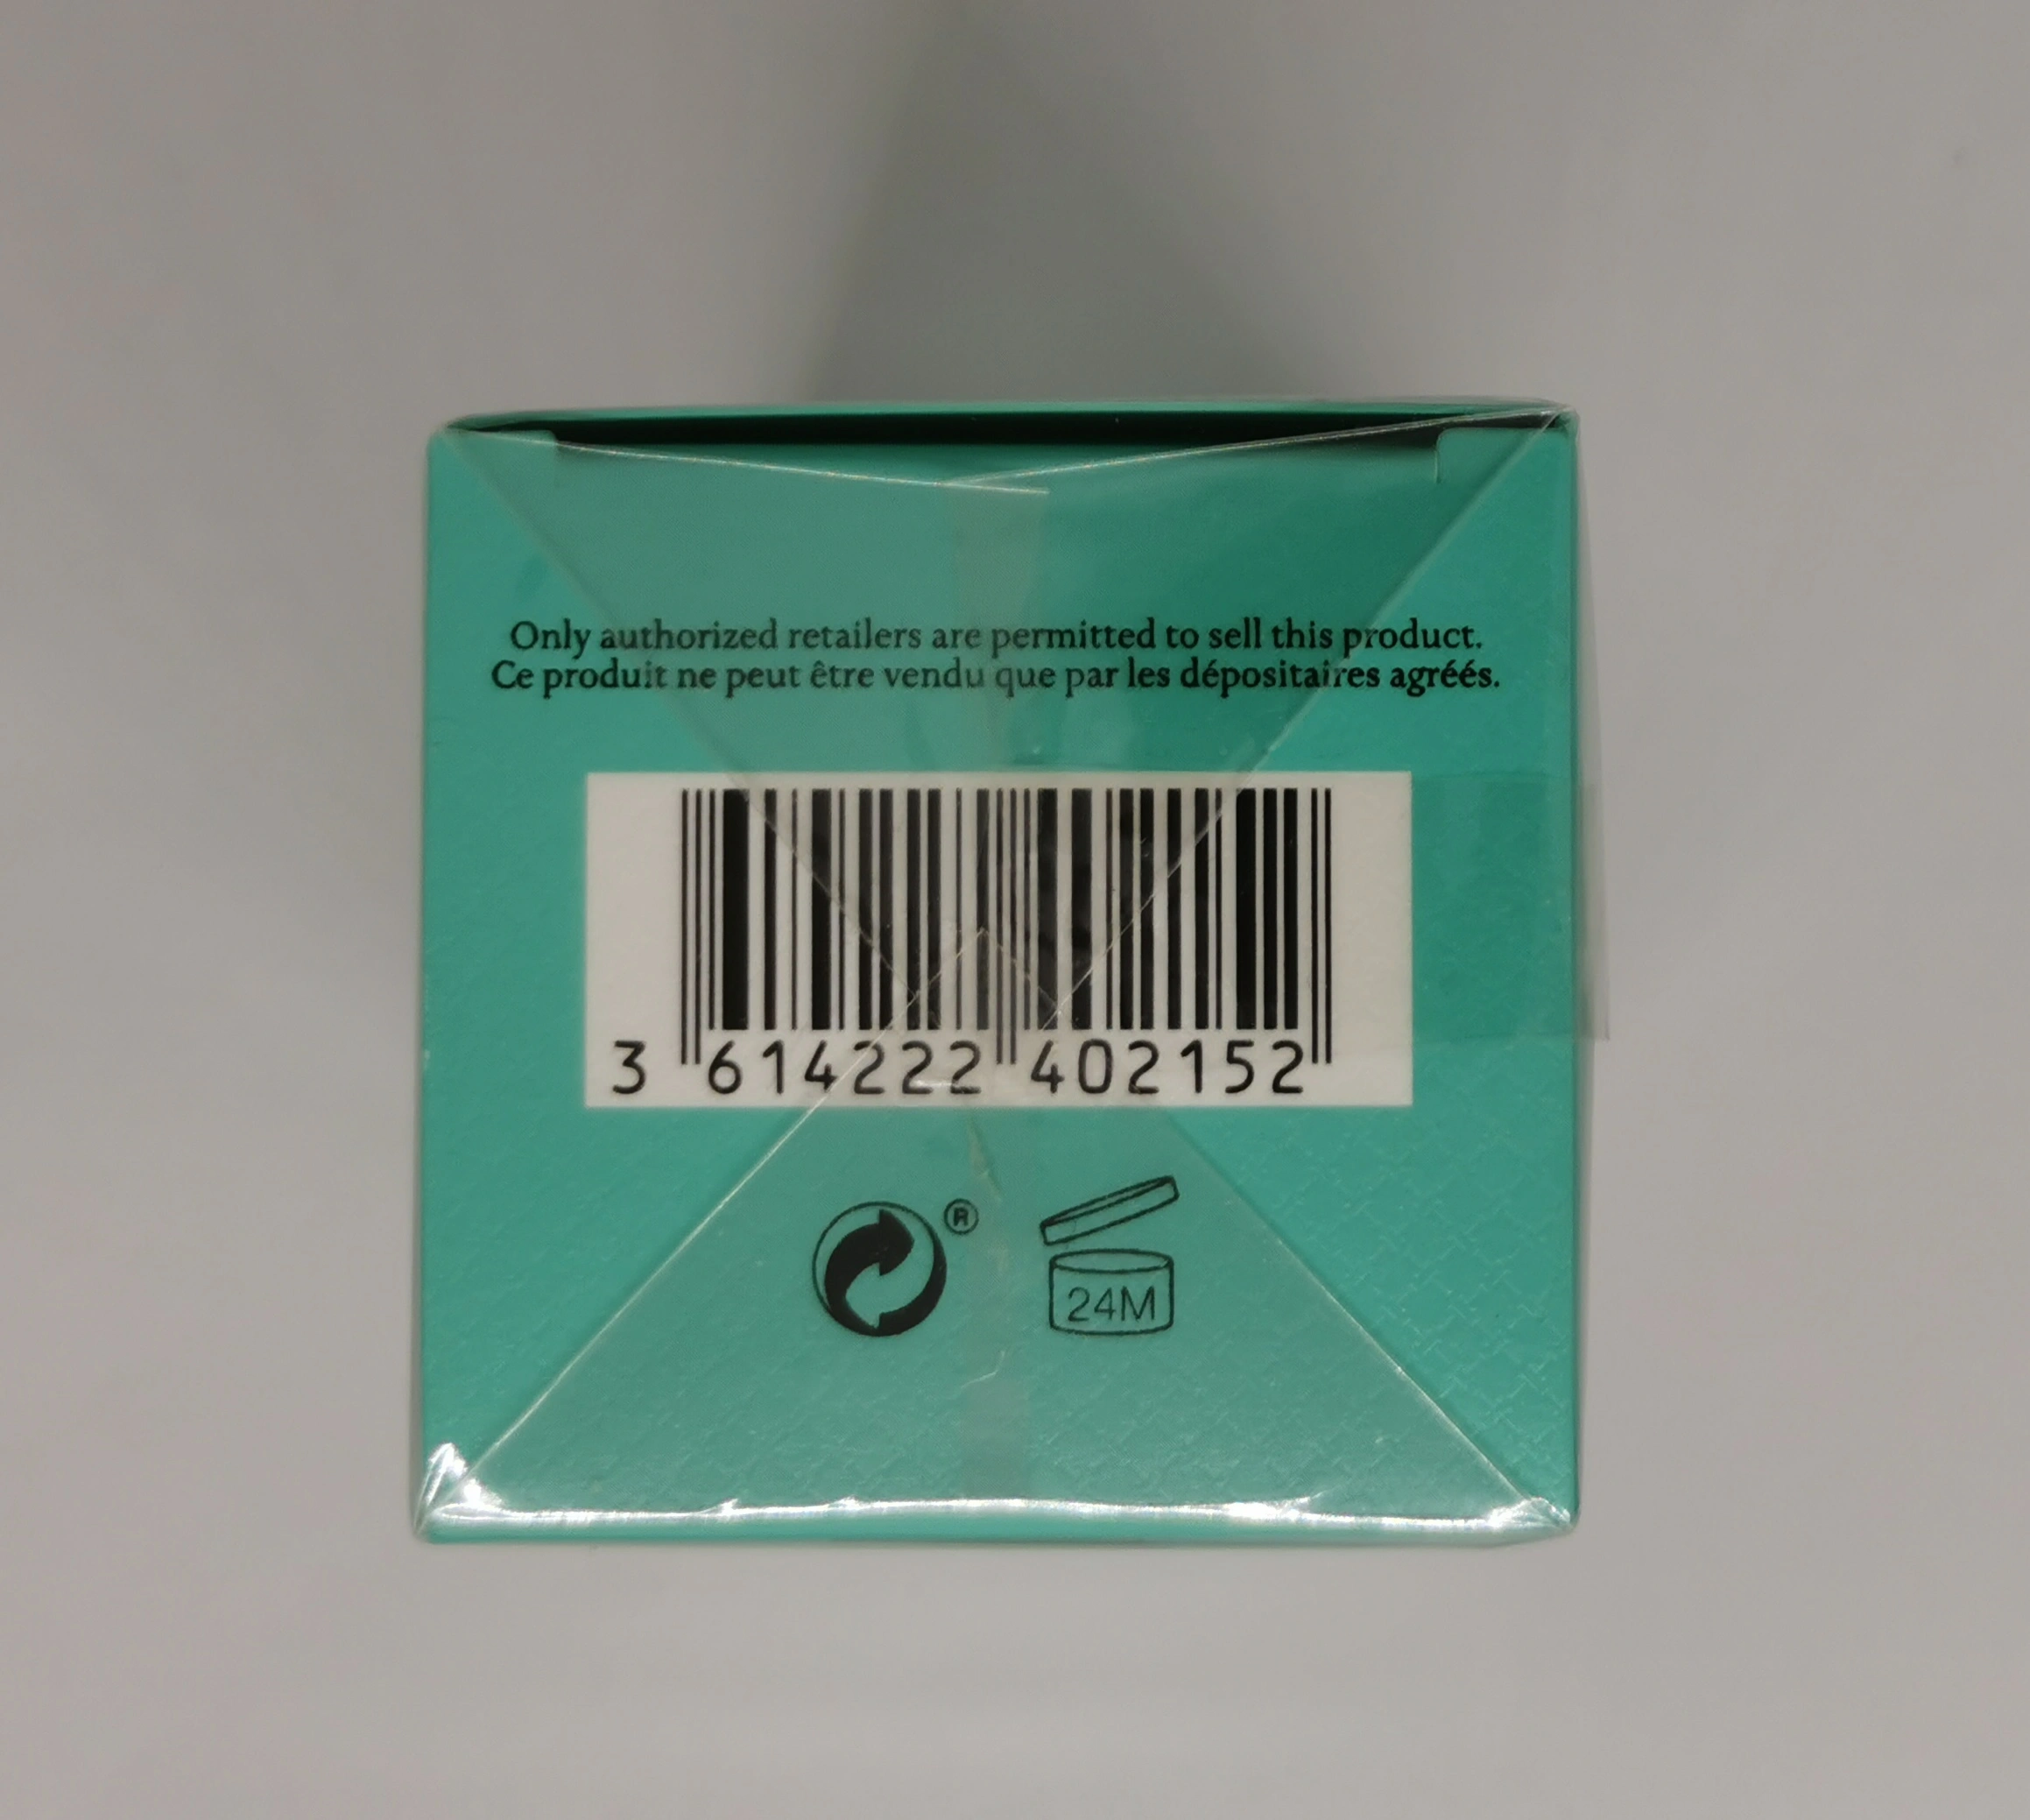 Only authorized retailers are permitted to sell this product.
Ce produit ne peut être vendu que par les dépositaires agréés.
3 614222 402152
®
24M